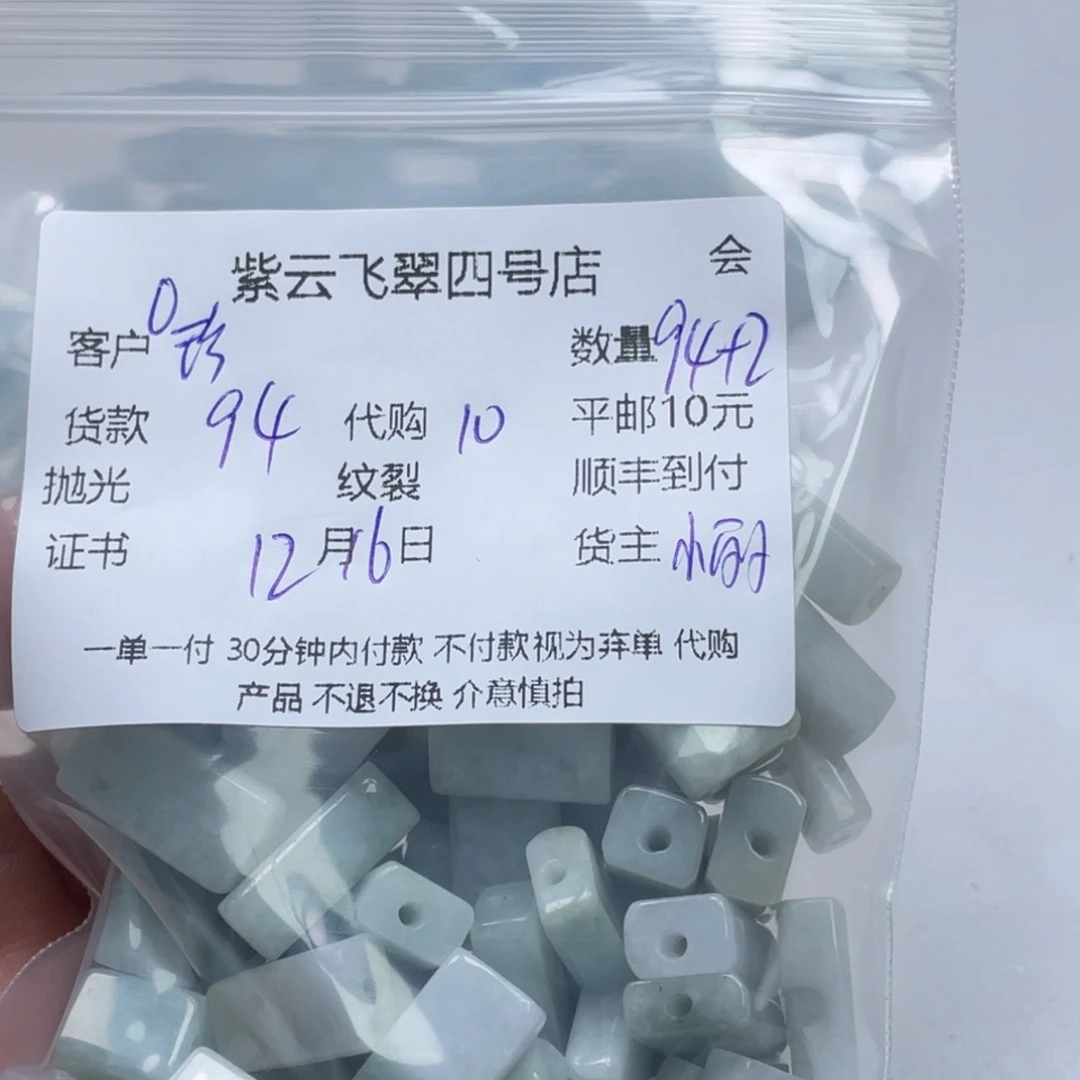 紫云飞翠四号店 会
客户 数量94+2
货款 94 代购 10 平邮10元
抛光 纹裂 顺丰到付
证书 12月16日 货主 小
一单一付 30分钟内付款 不付款视为弃单 代购
产品 不退不换 介意慎拍